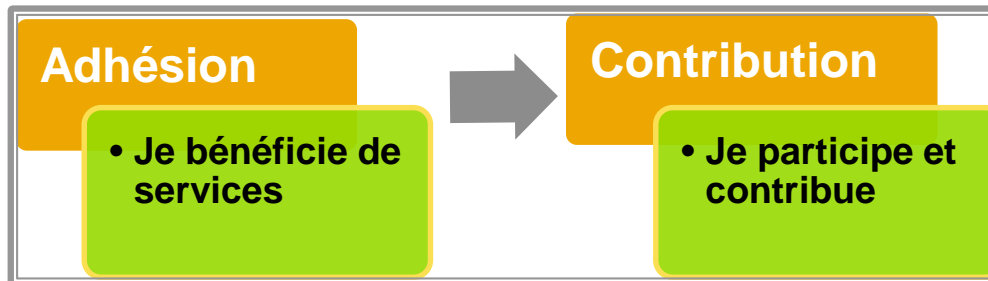 Adhésion
• Je bénéficie de
services
Contribution
• Je participe et
contribue